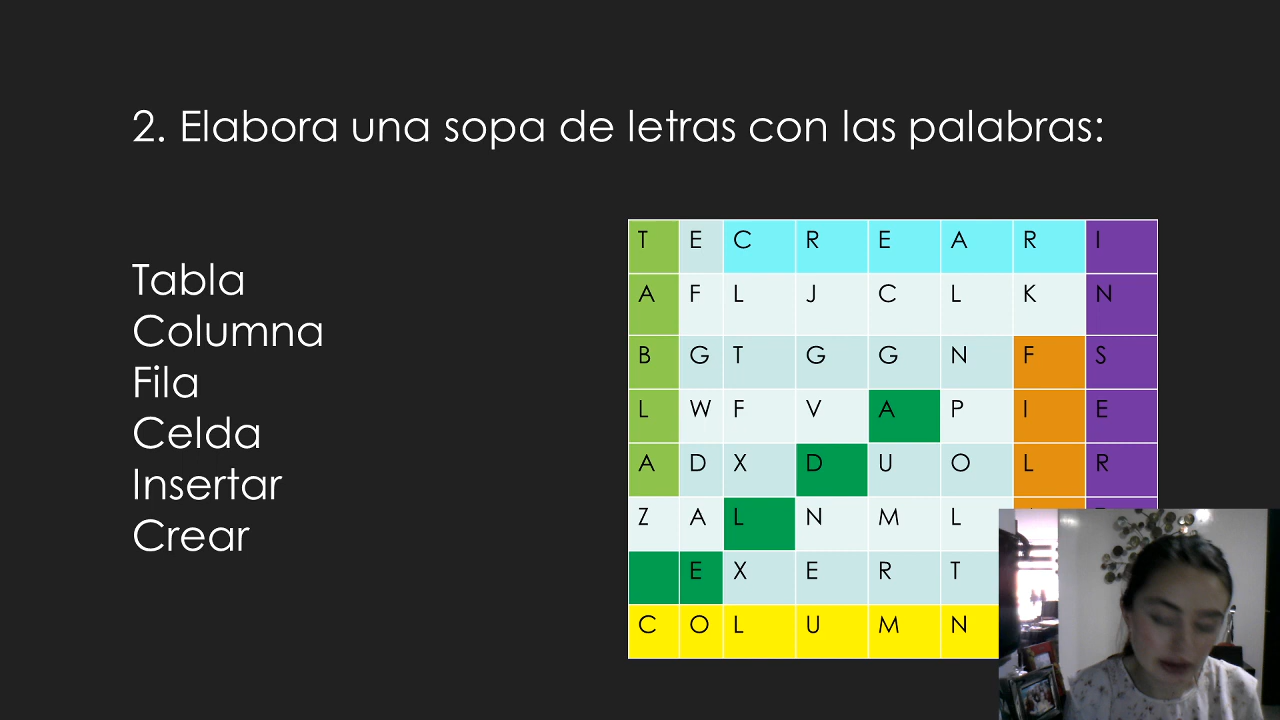 2. Elabora una sopa de letras con las palabras:
Tabla
Columna
Fila
Celda
Insertar
Crear
T E C R E A R I
A F L J C L K N
B G T G G N F S
L W F V A P I E
A D X D U O L R
Z A L N M L
E X E R T
C O L U M N